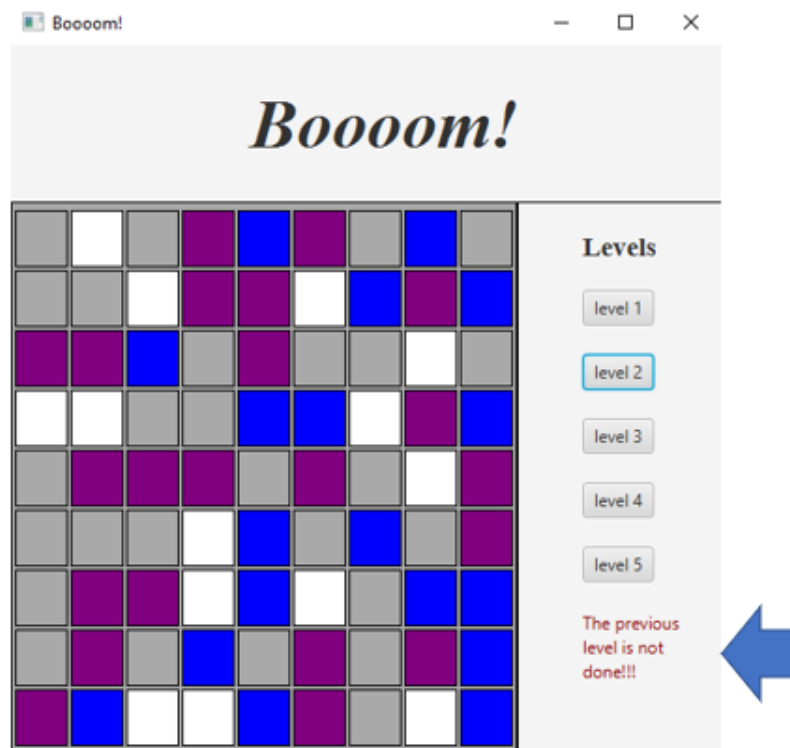 Boooom!
Boooom!
Levels
level 1
level 2
level 3
level 4
level 5
The previous
level is not
done!!!